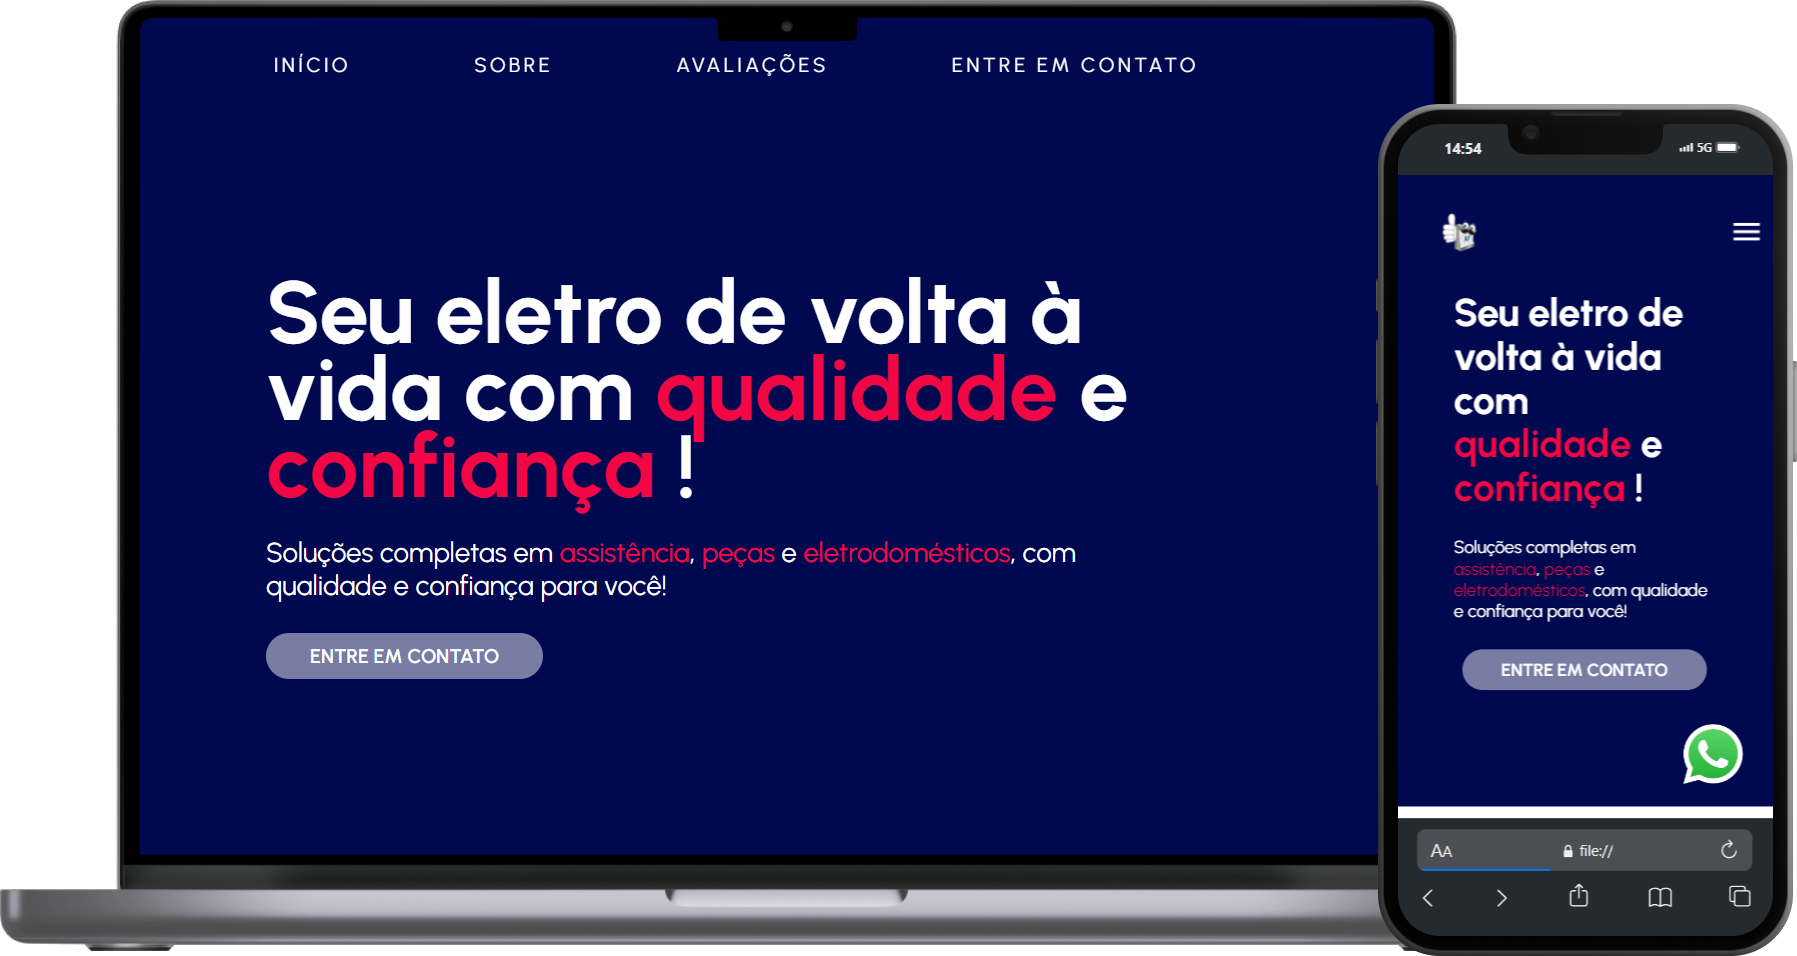 INÍCIO SOBRE AVALIAÇÕES ENTRE EM CONTATO
Seu eletro de volta à
vida com qualidade e
confiança !
Soluções completas em assistência, peças e eletrodomésticos, com
qualidade e confiança para você!
ENTRE EM CONTATO
14:54 5G
Seu eletro de
volta à vida
com
qualidade e
confiança !
Soluções completas em
assistência, peças e
eletrodomésticos, com qualidade
e confiança para você!
ENTRE EM CONTATO
AA file://